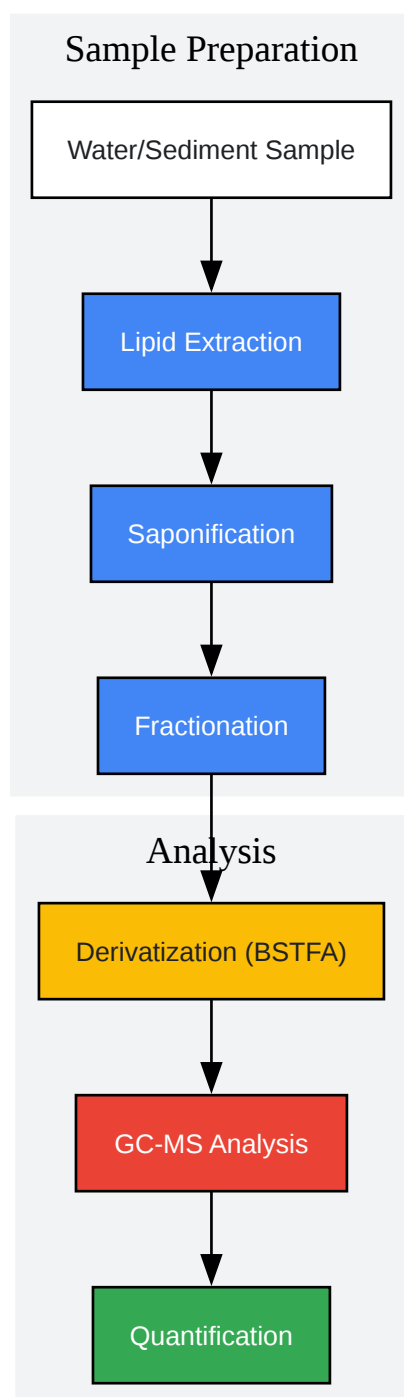 Sample Preparation
Water/Sediment Sample
Lipid Extraction
Saponification
Fractionation
Analysis
Derivatization (BSTFA)
GC-MS Analysis
Quantification